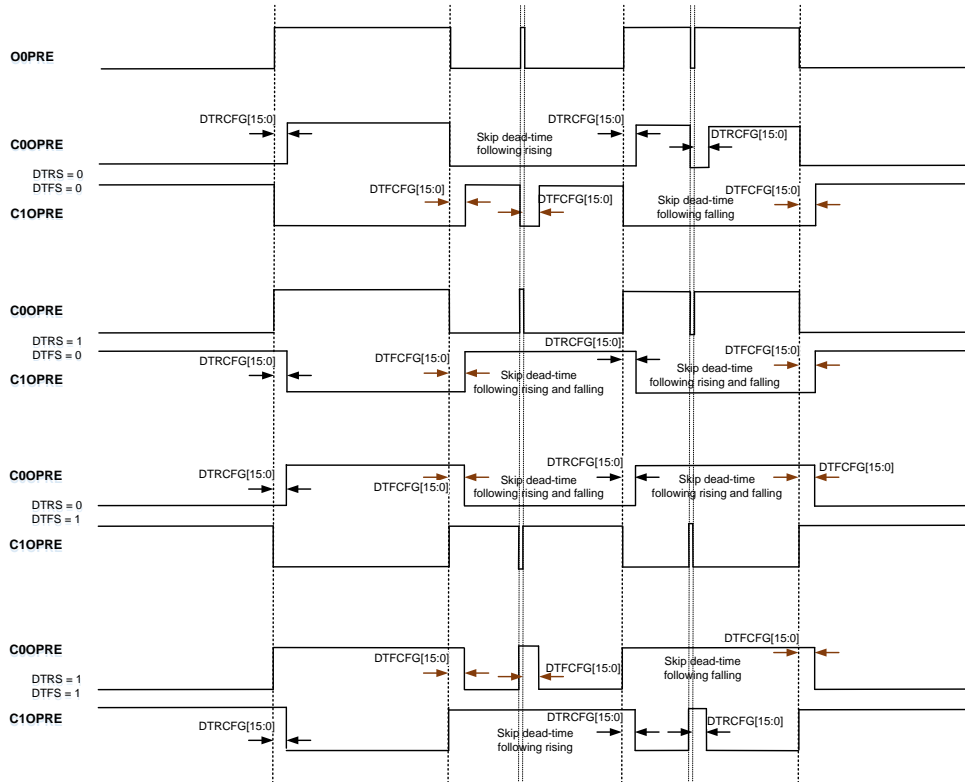 O0PRE
DTRCFG[15:0]
DTRCFG[15:0]
DTRCFG[15:0]
C0OPRE
Skip dead-time
following rising
DTRS = 0
DTFS = 0
DTFCFG[15:0]
DTFCFG[15:0]
DTFCFG[15:0]
C1OPRE
Skip dead-time
following falling
C0OPRE
DTRS = 1
DTFS = 0
DTRCFG[15:0]
DTRCFG[15:0]
DTFCFG[15:0]
DTFCFG[15:0]
C1OPRE
Skip dead-time
following rising and falling
Skip dead-time
following rising and falling
C0OPRE
DTRCFG[15:0]
DTFCFG[15:0]
DTRCFG[15:0]
DTFCFG[15:0]
Skip dead-time
following rising and falling
Skip dead-time
following rising and falling
DTRS = 0
DTFS = 1
C1OPRE
C0OPRE
DTFCFG[15:0]
DTFCFG[15:0]
DTFCFG[15:0]
Skip dead-time
following falling
DTRS = 1
DTFS = 1
C1OPRE
DTRCFG[15:0]
DTRCFG[15:0]
DTRCFG[15:0]
Skip dead-time
following rising